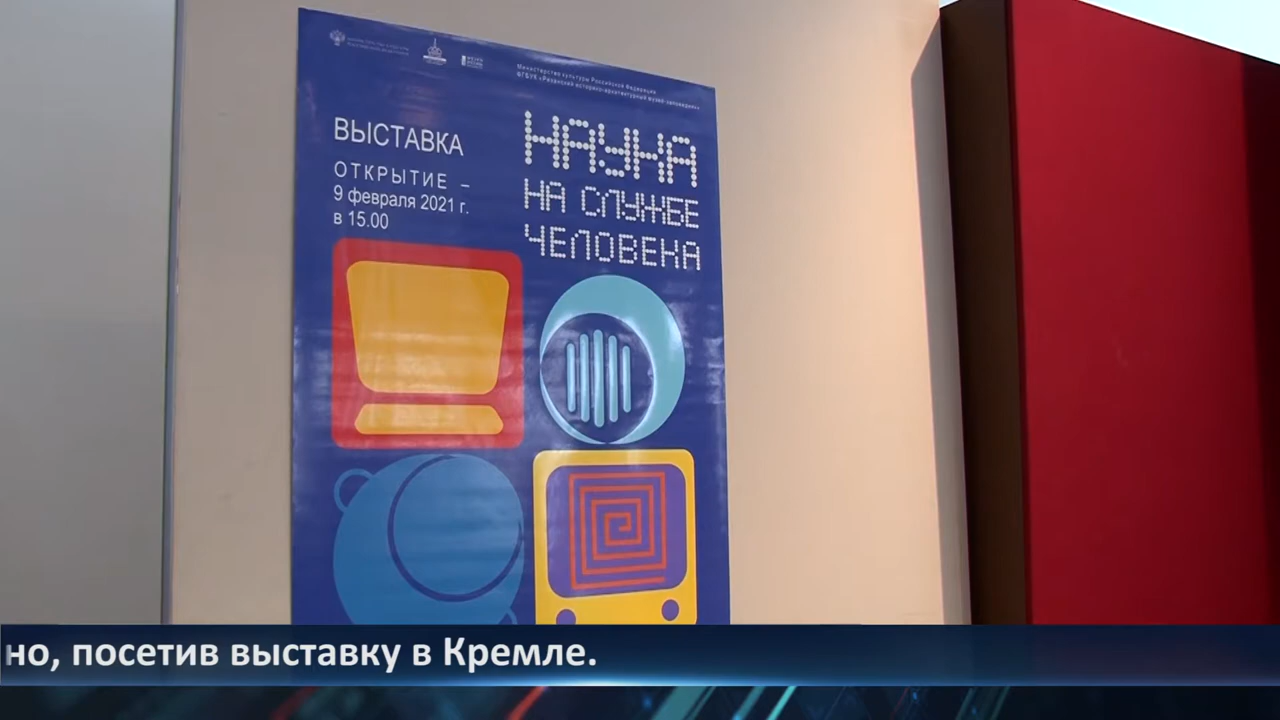 Министерство культуры Российской Федерации
ФГБУК «Рязанский историко-архитектурный музей-заповедник»
ВЫСТАВКА
ОТКРЫТИЕ –
9 февраля 2021 г.
в 15.00
НАУКА
НА СЛУЖБЕ
ЧЕЛОВЕКА
но, посетив выставку в Кремле.